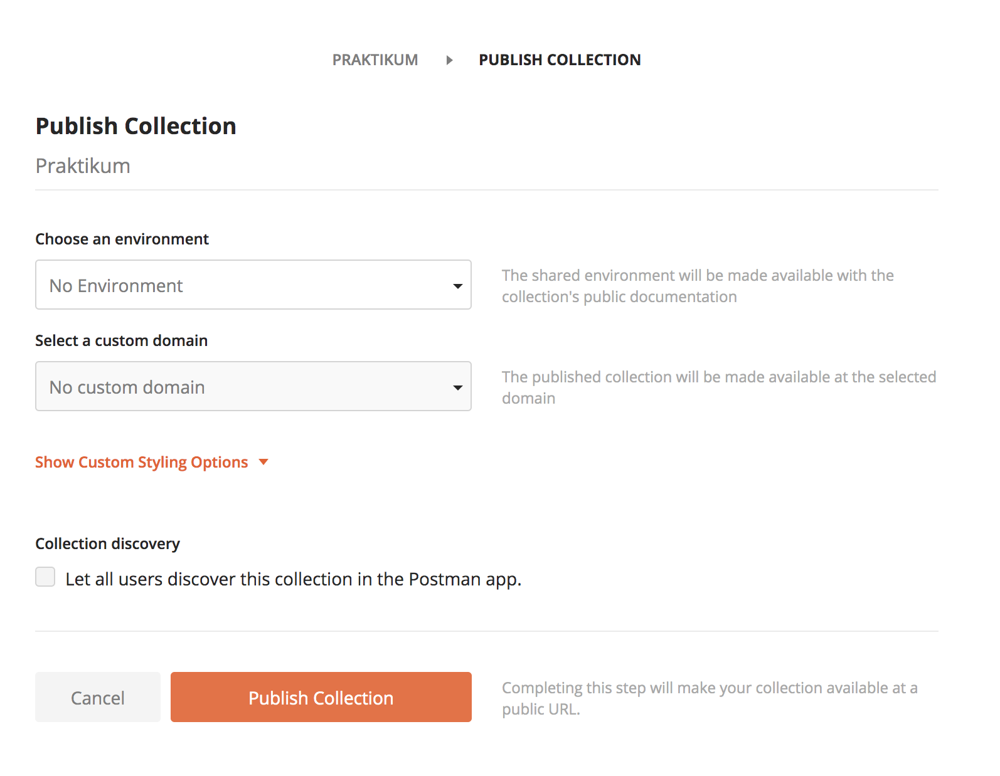 PRAKTIKUM PUBLISH COLLECTION
Publish Collection
Praktikum
Choose an environment
No Environment
The shared environment will be made available with the
collection's public documentation
Select a custom domain
No custom domain
The published collection will be made available at the selected
domain
Show Custom Styling Options
Collection discovery
Let all users discover this collection in the Postman app.
Cancel
Publish Collection
Completing this step will make your collection available at a
public URL.